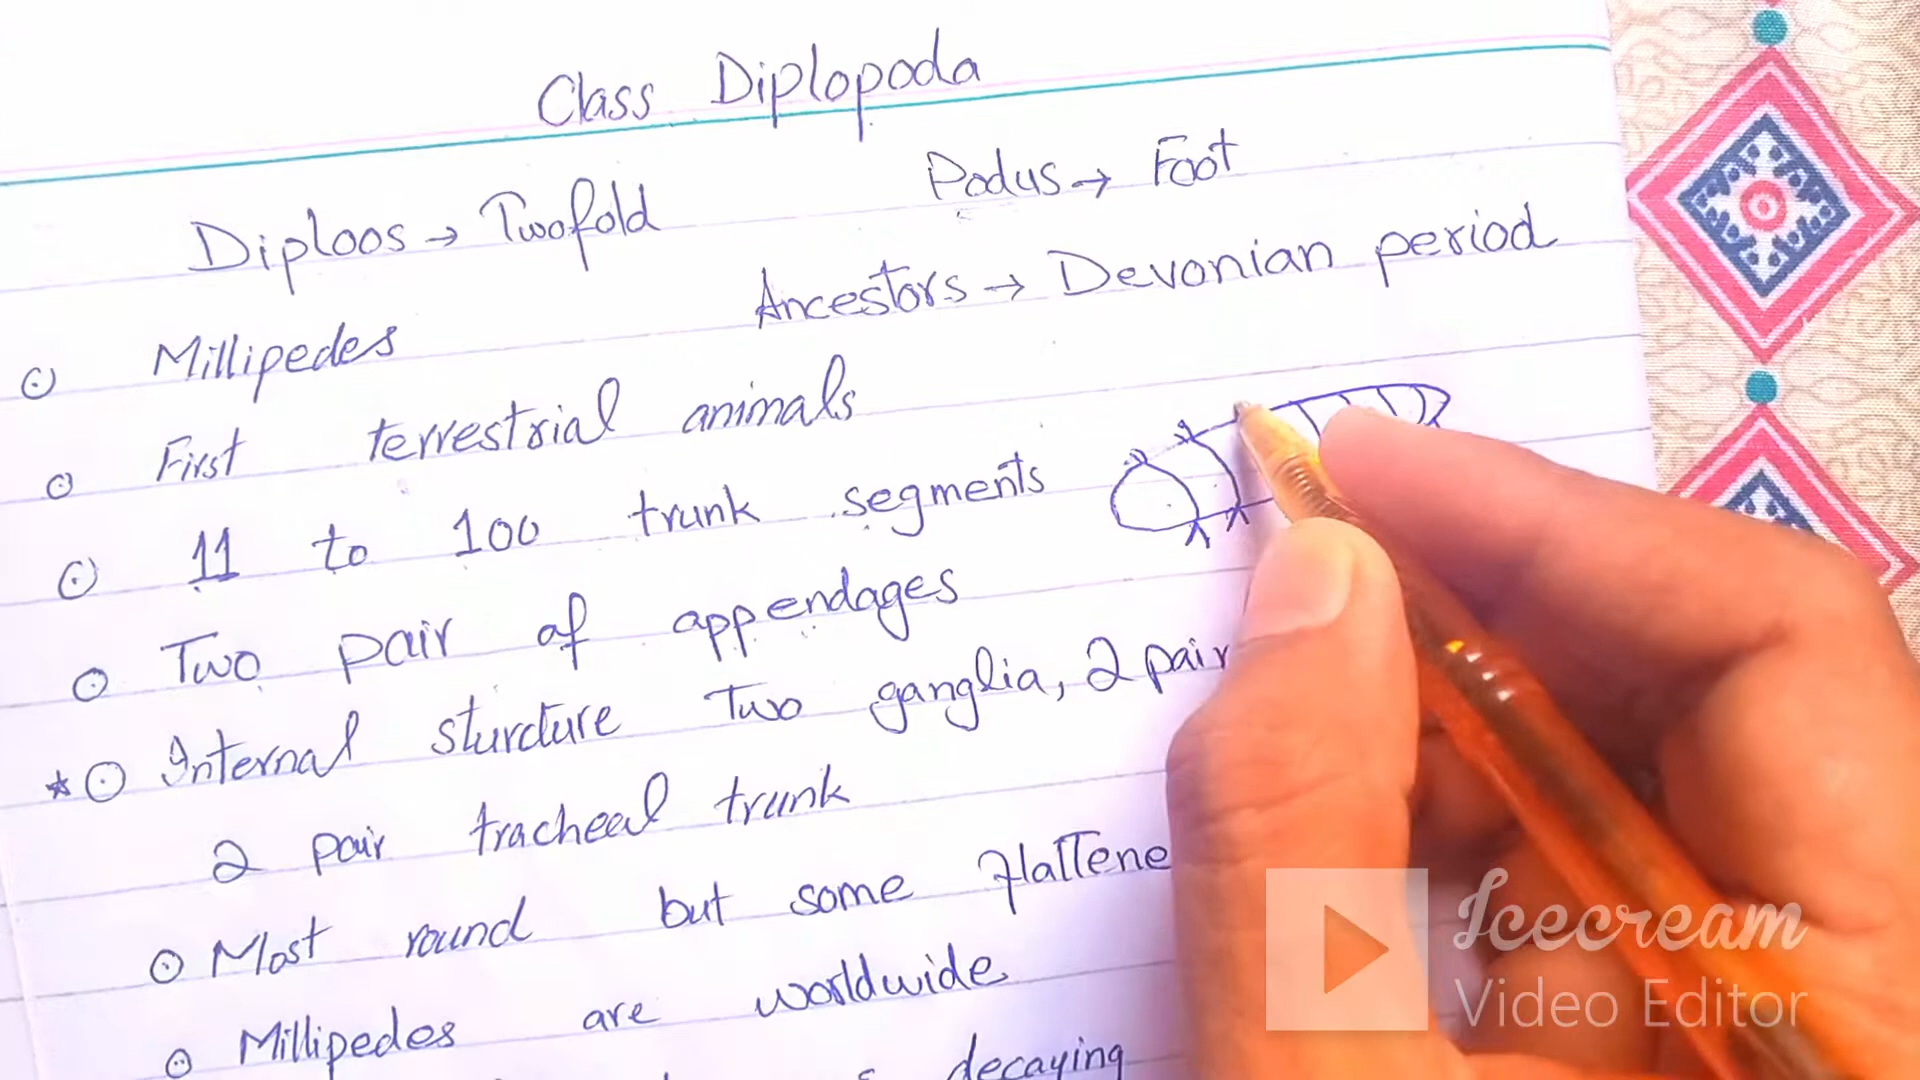 Class Diplopoda
Diploos → Twofold Podus → Foot
Millipedes Ancestors → Devonian period
First terrestrial animals
11 to 100 trunk segments
Two pair of appendages
Internal sturcture Two ganglia, 2 pair
2 pair tracheal trunk
Most round but some flattene
Millipedes are worldwide
decaying
Icecream
Video Editor